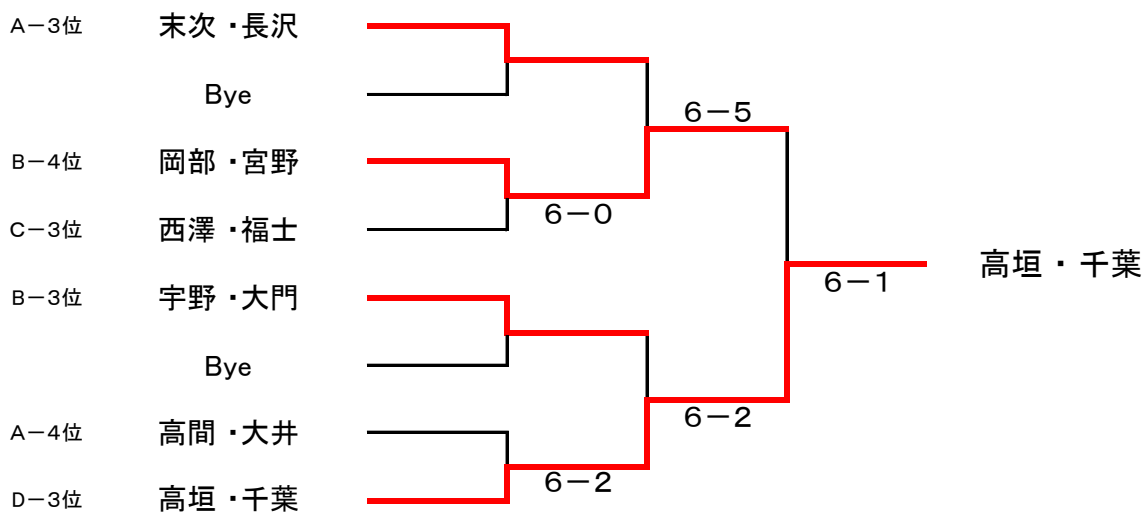 A－3位 末次・長沢
Bye
6－5
B－4位 岡部・宮野
6－0
C－3位 西澤・福士
高垣・千葉
6－1
B－3位 宇野・大門
Bye
6－2
A－4位 高間・大井
6－2
D－3位 高垣・千葉